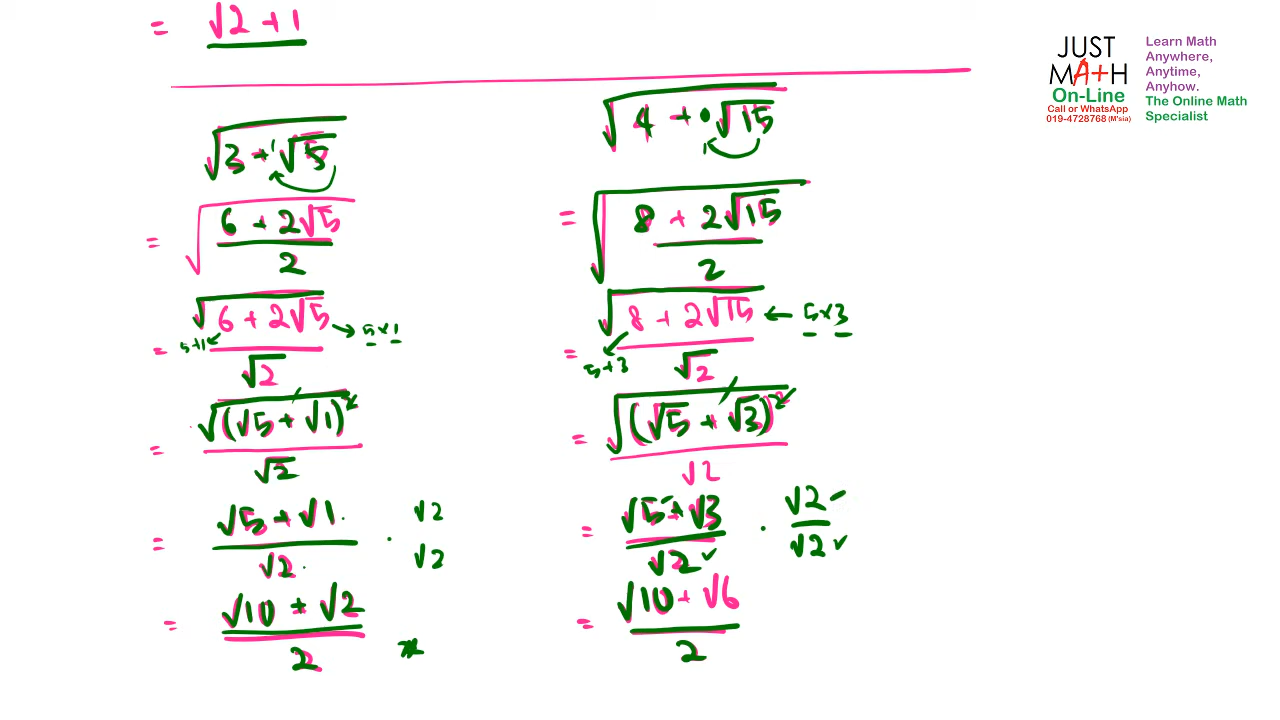 = √2 + 1
JUST
MA+H
On-Line
Call or WhatsApp
019-4728768 (M'sia)
Learn Math
Anywhere,
Anytime,
Anyhow.
The Online Math
Specialist
√(3 + 1√5)
= √((6 + 2√5)/2)
= √(6 + 2√5)/√2
5+1
5×1
= √((√5 + √1)²)/√2
= (√5 + √1)/√2 · √2/√2
= (√10 + √2)/2
√(4 + √15)
1
= √((8 + 2√15)/2)
= √(8 + 2√15)/√2 ← 5×3
5+3
= √((√5 + √3)²)/√2
= (√5 + √3)/√2 · √2/√2
= (√10 + √6)/2